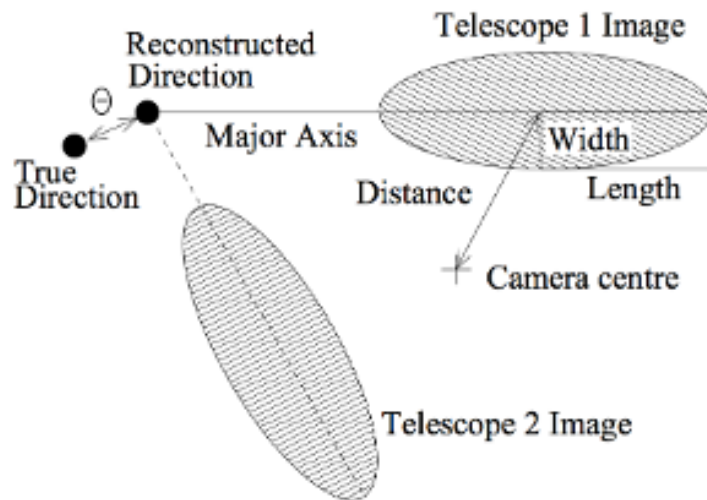 Telescope 1 Image
Reconstructed
Direction
Θ
Major Axis
Width
True
Direction
Distance
Length
Camera centre
Telescope 2 Image